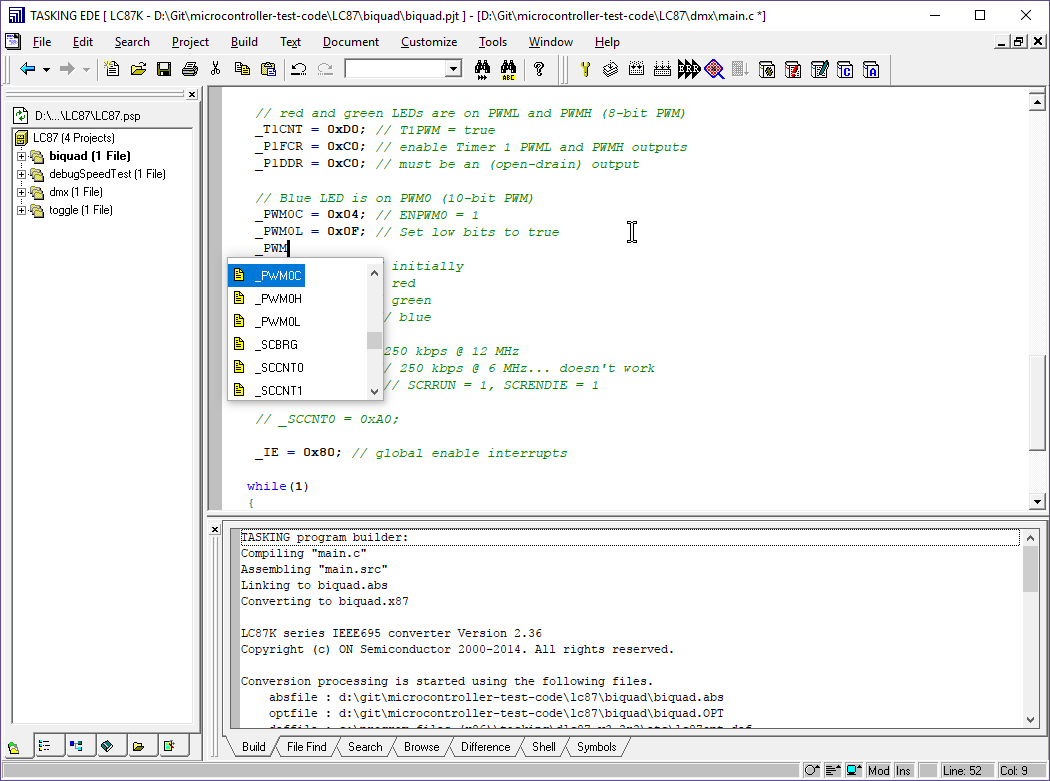 TASKING EDE [ LC87K - D:\Git\microcontroller-test-code\LC87\biquad\biquad.pjt ] - [D:\Git\microcontroller-test-code\LC87\dmx\main.c *]
File Edit Search Project Build Text Document Customize Tools Window Help
D:\...\LC87\LC87.psp
LC87 (4 Projects)
biquad (1 File)
debugSpeedTest (1 File)
dmx (1 File)
toggle (1 File)
// red and green LEDs are on PWML and PWMH (8-bit PWM)
_T1CNT = 0xD0; // T1PWM = true
_P1FCR = 0xC0; // enable Timer 1 PWML and PWMH outputs
_P1DDR = 0xC0; // must be an (open-drain) output
// Blue LED is on PWM0 (10-bit PWM)
_PWM0C = 0x04; // ENPWM0 = 1
_PWM0L = 0x0F; // Set low bits to true
_PWM
initially
red
green
/ blue
250 kbps @ 12 MHz
/ 250 kbps @ 6 MHz... doesn't work
// SCRRUN = 1, SCRENDIE = 1
_PWM0C
_PWM0H
_PWM0L
_SCBRG
_SCCNT0
_SCCNT1
// _SCCNT0 = 0xA0;
_IE = 0x80; // global enable interrupts
while(1)
{
TASKING program builder:
Compiling "main.c"
Assembling "main.src"
Linking to biquad.abs
Converting to biquad.x87
LC87K series IEEE695 converter Version 2.36
Copyright (c) ON Semiconductor 2000-2014. All rights reserved.
Conversion processing is started using the following files.
absfile : d:\git\microcontroller-test-code\lc87\biquad\biquad.abs
optfile : d:\git\microcontroller-test-code\lc87\biquad\biquad.OPT
Build File Find Search Browse Difference Shell Symbols
Mod Ins Line: 52 Col: 9